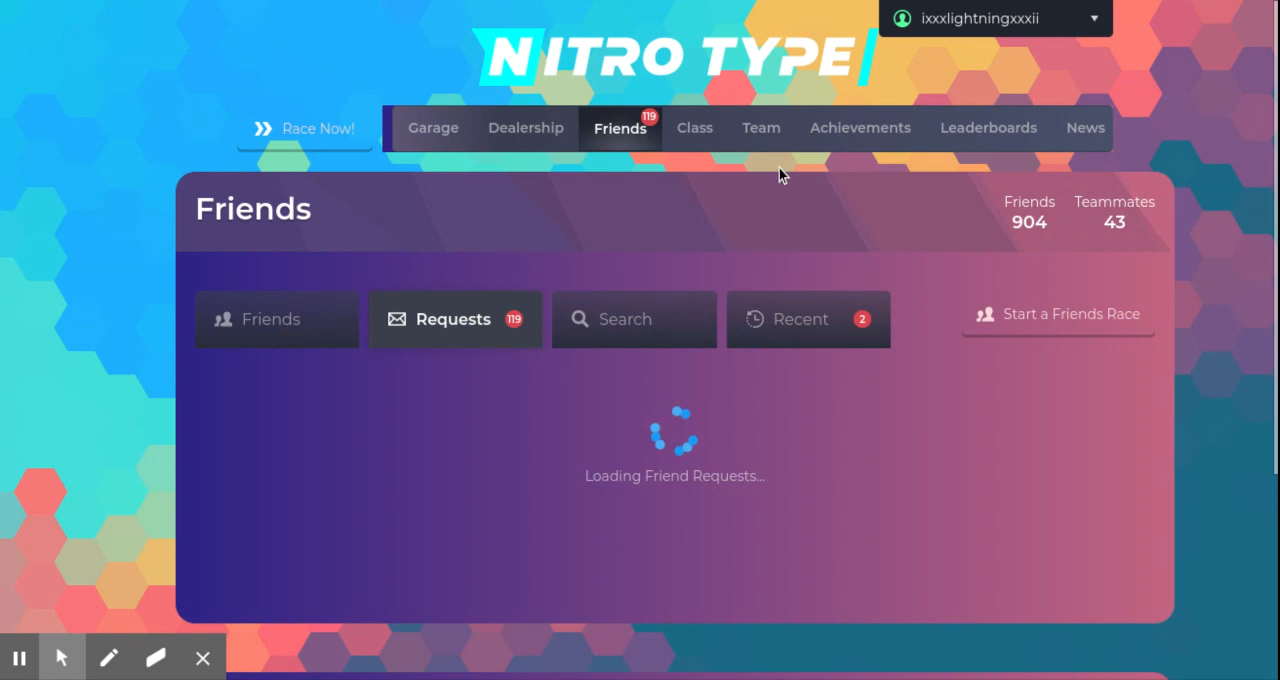 ixxxlightningxxxii
NITRO TYPE
Race Now!
Garage Dealership Friends 119 Class Team Achievements Leaderboards News
Friends
Friends Teammates
904 43
Friends Requests 119 Search Recent 2 Start a Friends Race
Loading Friend Requests...